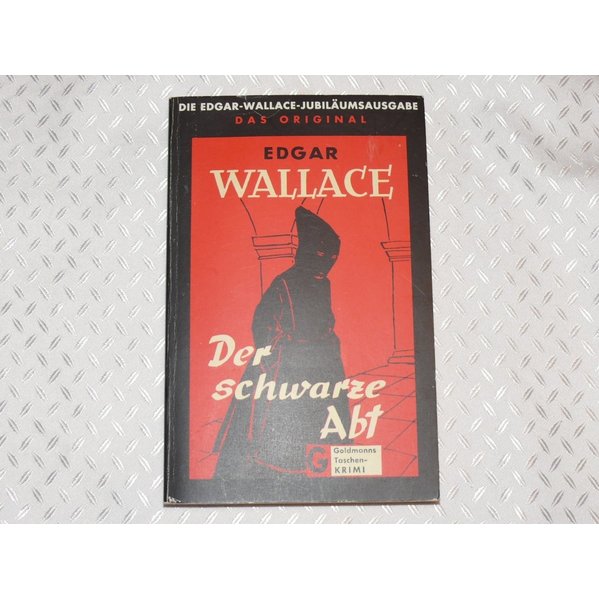 DIE EDGAR-WALLACE-JUBILÄUMSAUSGABE
DAS ORIGINAL
EDGAR
WALLACE
Der
schwarze
Abt
G
Goldmanns
Taschen-
KRIMI